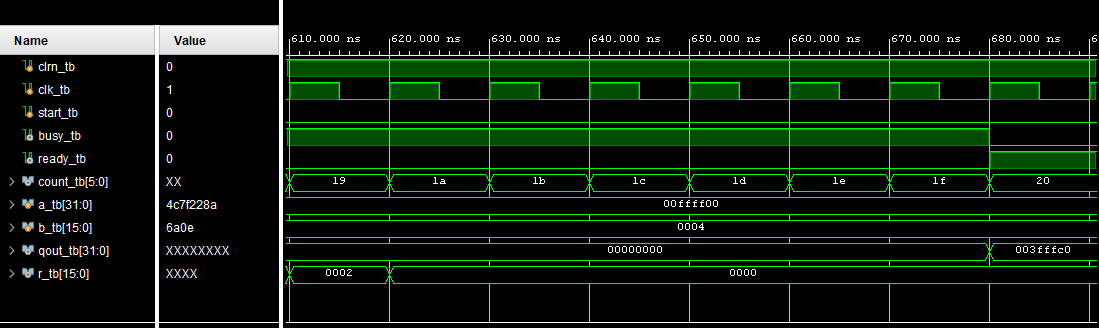 Name Value 610.000 ns 620.000 ns 630.000 ns 640.000 ns 650.000 ns 660.000 ns 670.000 ns 680.000 ns 6
clrn_tb 0
clk_tb 1
start_tb 0
busy_tb 0
ready_tb 0
count_tb[5:0] XX 19 1a 1b 1c 1d 1e 1f 20
a_tb[31:0] 4c7f228a 00ffff00
b_tb[15:0] 6a0e 0004
qout_tb[31:0] XXXXXXXX 00000000 003fffc0
r_tb[15:0] XXXX 0002 0000